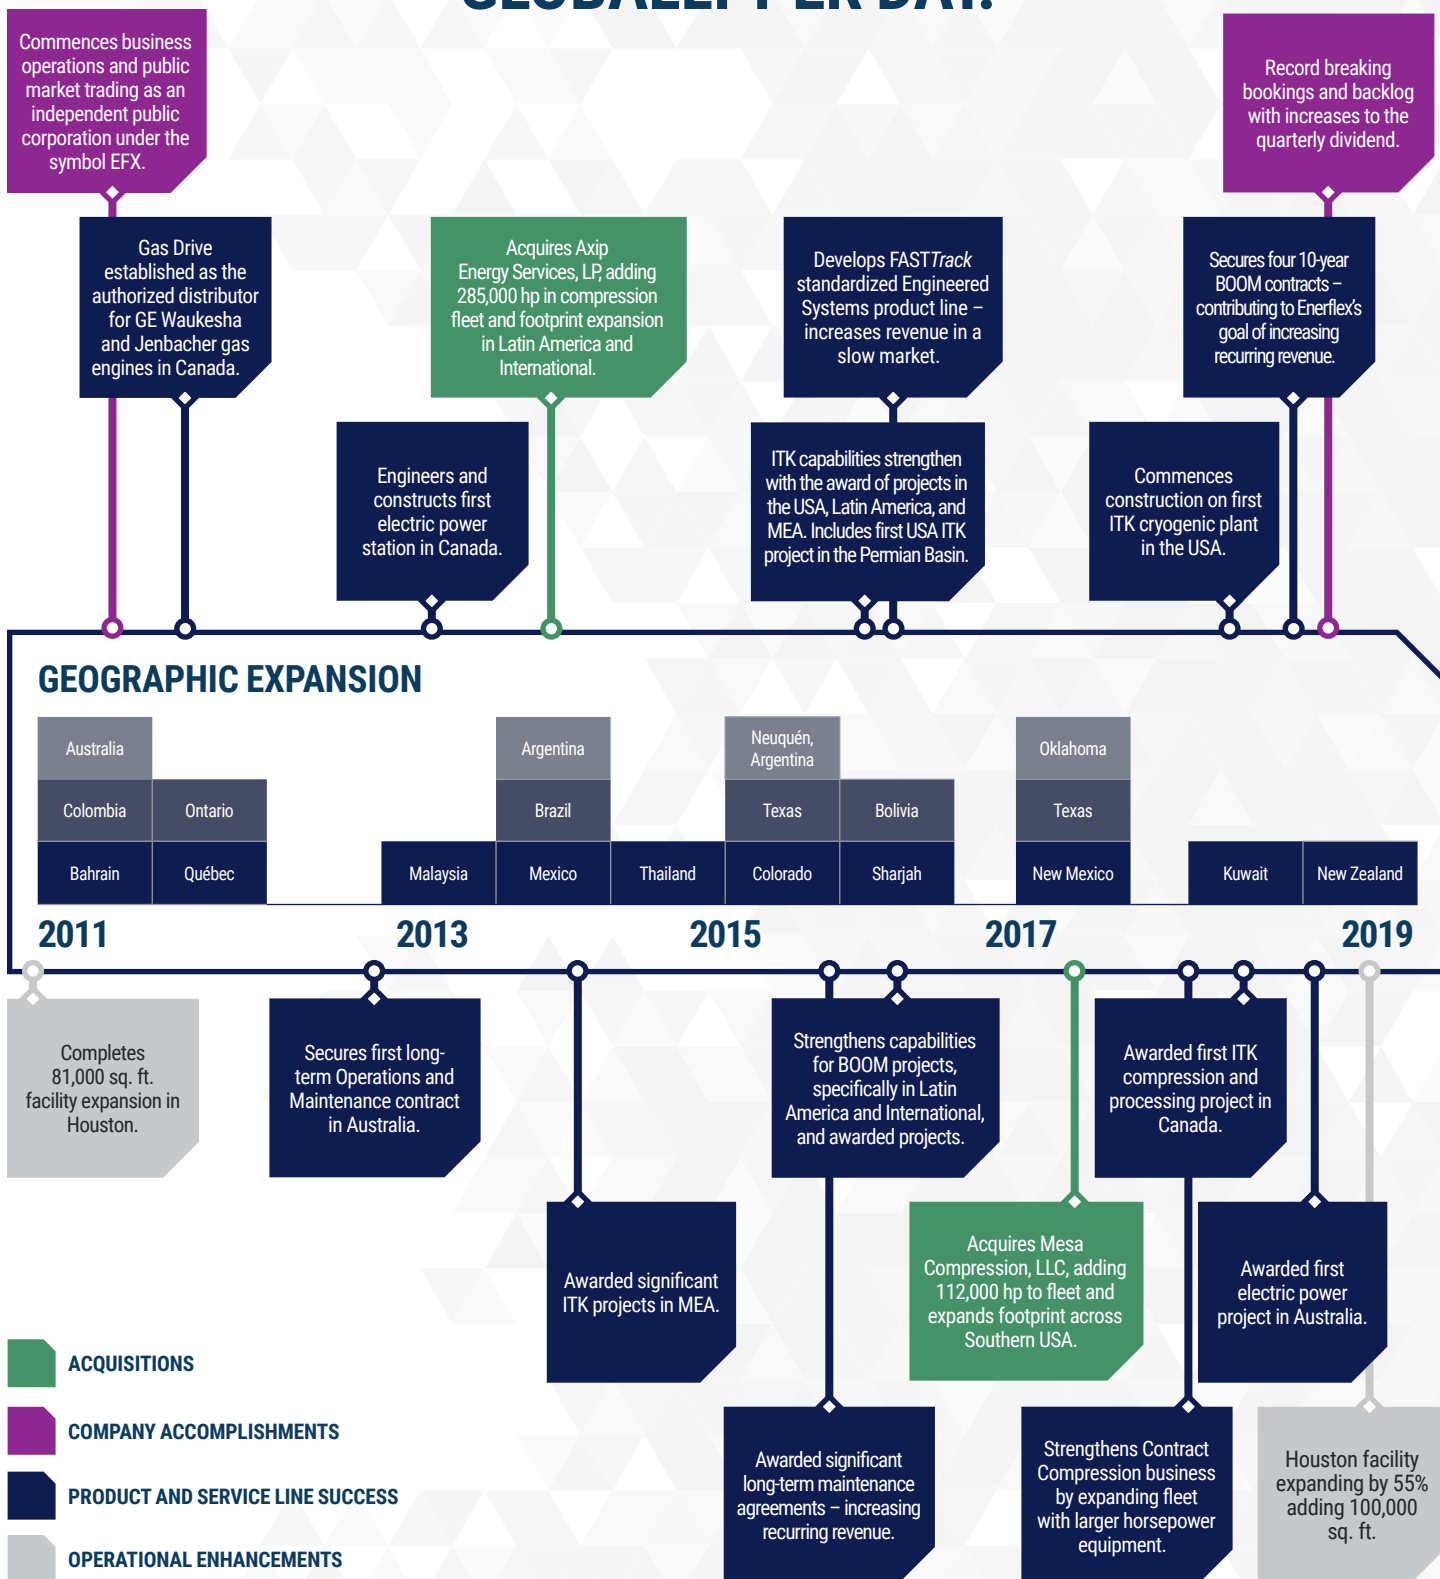 GLOBALLY PER DAY.
Commences business
operations and public
market trading as an
independent public
corporation under the
symbol EFX.
Record breaking
bookings and backlog
with increases to the
quarterly dividend.
Gas Drive
established as the
authorized distributor
for GE Waukesha
and Jenbacher gas
engines in Canada.
Acquires Axip
Energy Services, LP, adding
285,000 hp in compression
fleet and footprint expansion
in Latin America and
International.
Develops FASTTrack
standardized Engineered
Systems product line –
increases revenue in a
slow market.
Secures four 10-year
BOOM contracts –
contributing to Enerflex's
goal of increasing
recurring revenue.
Engineers and
constructs first
electric power
station in Canada.
ITK capabilities strengthen
with the award of projects in
the USA, Latin America, and
MEA. Includes first USA ITK
project in the Permian Basin.
Commences
construction on first
ITK cryogenic plant
in the USA.
GEOGRAPHIC EXPANSION
Australia
Argentina
Neuquén,
Argentina
Oklahoma
Colombia
Ontario
Brazil
Texas
Bolivia
Texas
Bahrain
Québec
Malaysia
Mexico
Thailand
Colorado
Sharjah
New Mexico
Kuwait
New Zealand
2011
2013
2015
2017
2019
Completes
81,000 sq. ft.
facility expansion in
Houston.
Secures first long-
term Operations and
Maintenance contract
in Australia.
Strengthens capabilities
for BOOM projects,
specifically in Latin
America and International,
and awarded projects.
Awarded first ITK
compression and
processing project in
Canada.
Awarded significant
ITK projects in MEA.
Acquires Mesa
Compression, LLC, adding
112,000 hp to fleet and
expands footprint across
Southern USA.
Awarded first
electric power
project in Australia.
Awarded significant
long-term maintenance
agreements – increasing
recurring revenue.
Strengthens Contract
Compression business
by expanding fleet
with larger horsepower
equipment.
Houston facility
expanding by 55%
adding 100,000
sq. ft.
ACQUISITIONS
COMPANY ACCOMPLISHMENTS
PRODUCT AND SERVICE LINE SUCCESS
OPERATIONAL ENHANCEMENTS